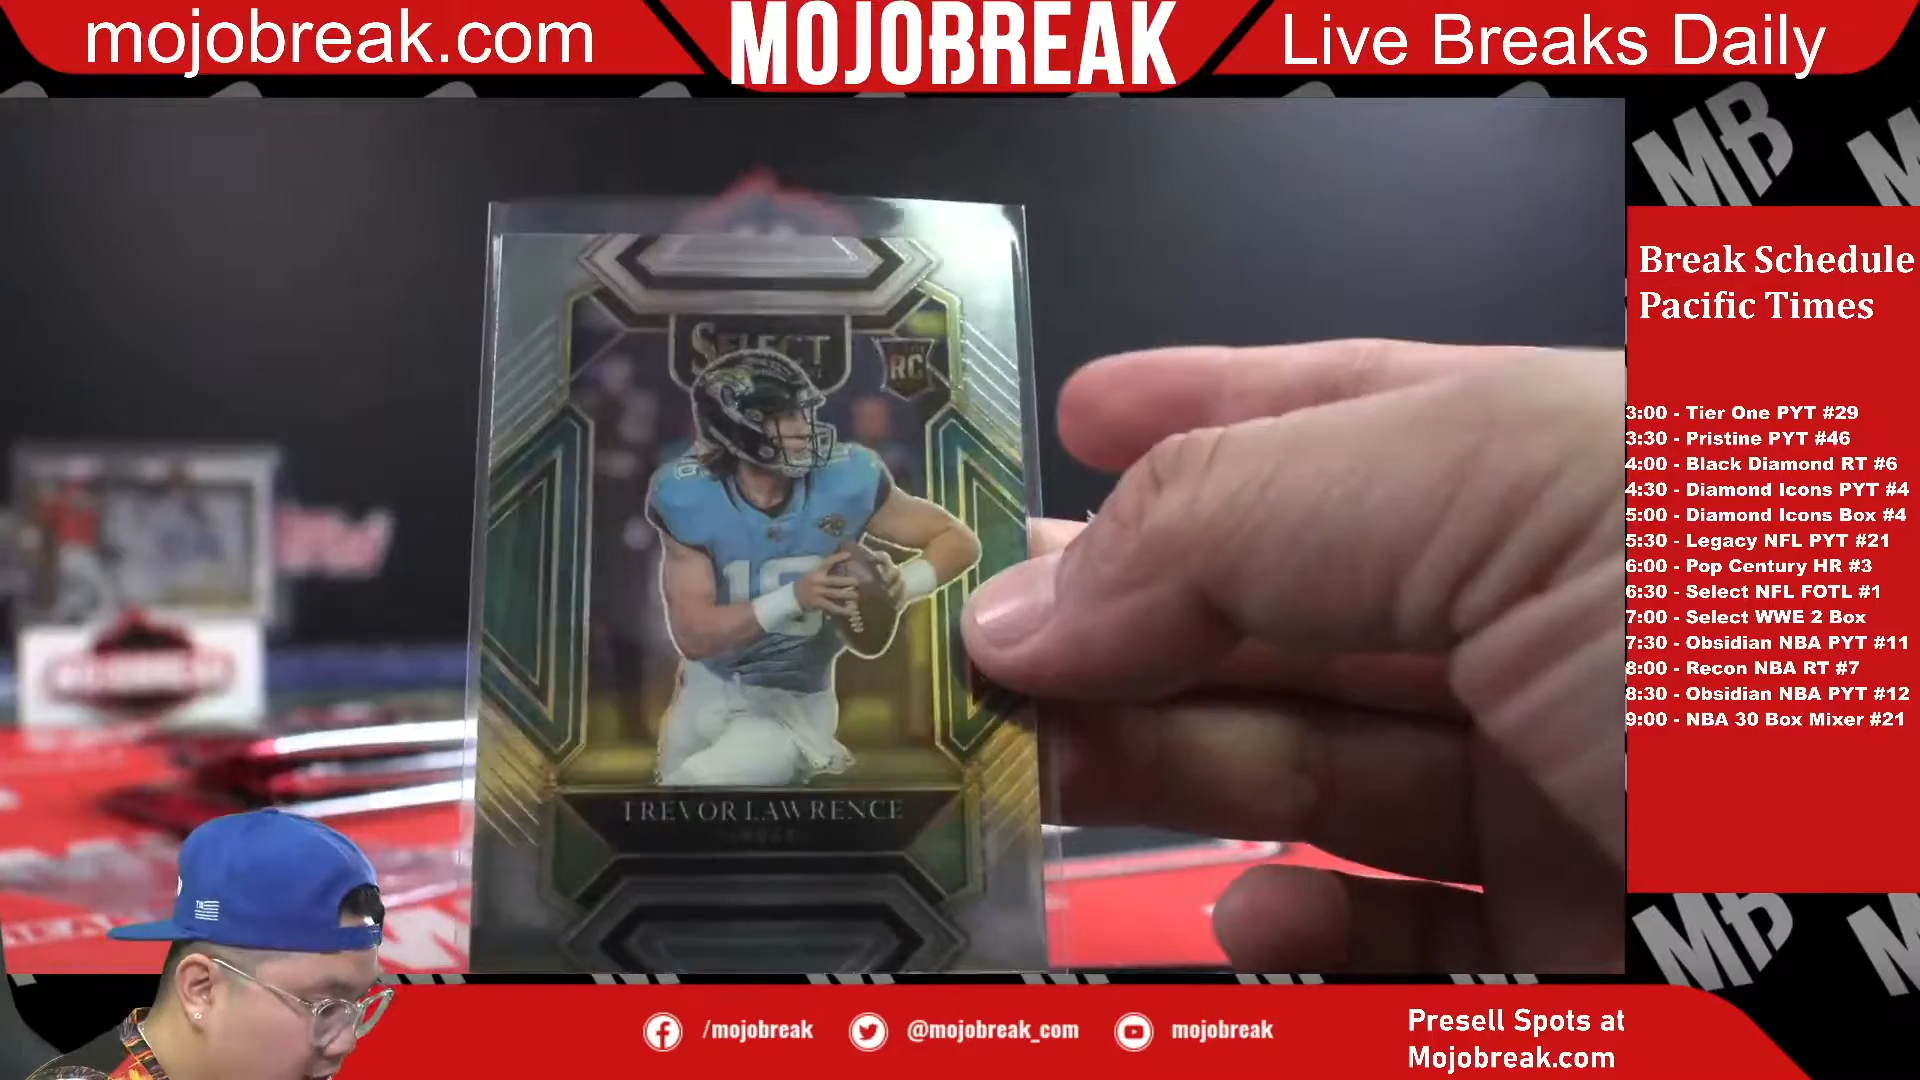 mojobreak.com
MOJOBREAK
Live Breaks Daily
SELECT
RC
16
TREVOR LAWRENCE
Break Schedule
Pacific Times
3:00 - Tier One PYT #29
3:30 - Pristine PYT #46
4:00 - Black Diamond RT #6
4:30 - Diamond Icons PYT #4
5:00 - Diamond Icons Box #4
5:30 - Legacy NFL PYT #21
6:00 - Pop Century HR #3
6:30 - Select NFL FOTL #1
7:00 - Select WWE 2 Box
7:30 - Obsidian NBA PYT #11
8:00 - Recon NBA RT #7
8:30 - Obsidian NBA PYT #12
9:00 - NBA 30 Box Mixer #21
MB
MB
/mojobreak
@mojobreak_com
mojobreak
Presell Spots at
Mojobreak.com